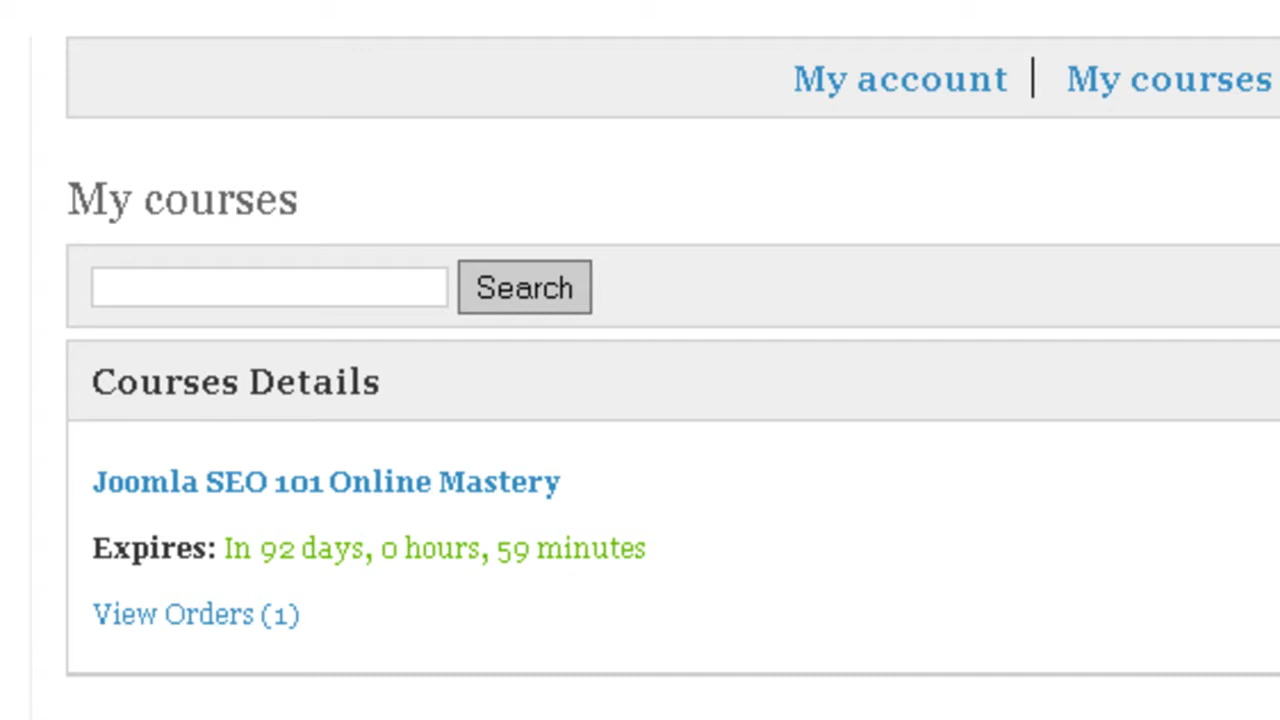 My account | My courses
My courses
Search
Courses Details
Joomla SEO 101 Online Mastery
Expires: In 92 days, 0 hours, 59 minutes
View Orders (1)